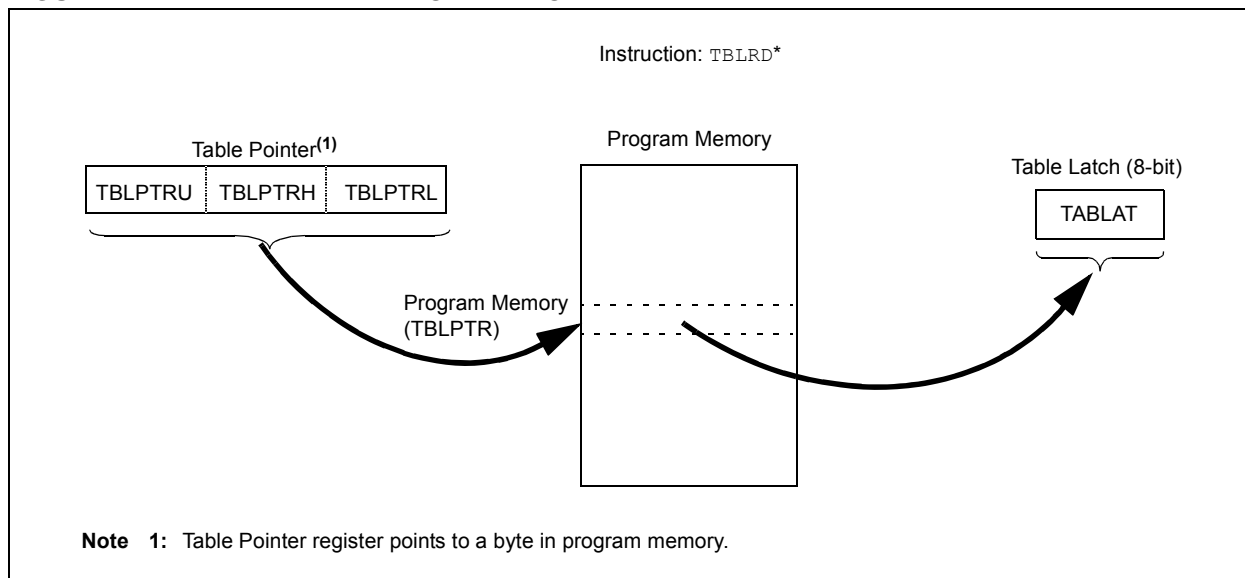 Instruction: TBLRD*
Table Pointer(1)
Program Memory
Table Latch (8-bit)
TBLPTRU TBLPTRH TBLPTRL
TABLAT
Program Memory
(TBLPTR)
Note 1: Table Pointer register points to a byte in program memory.